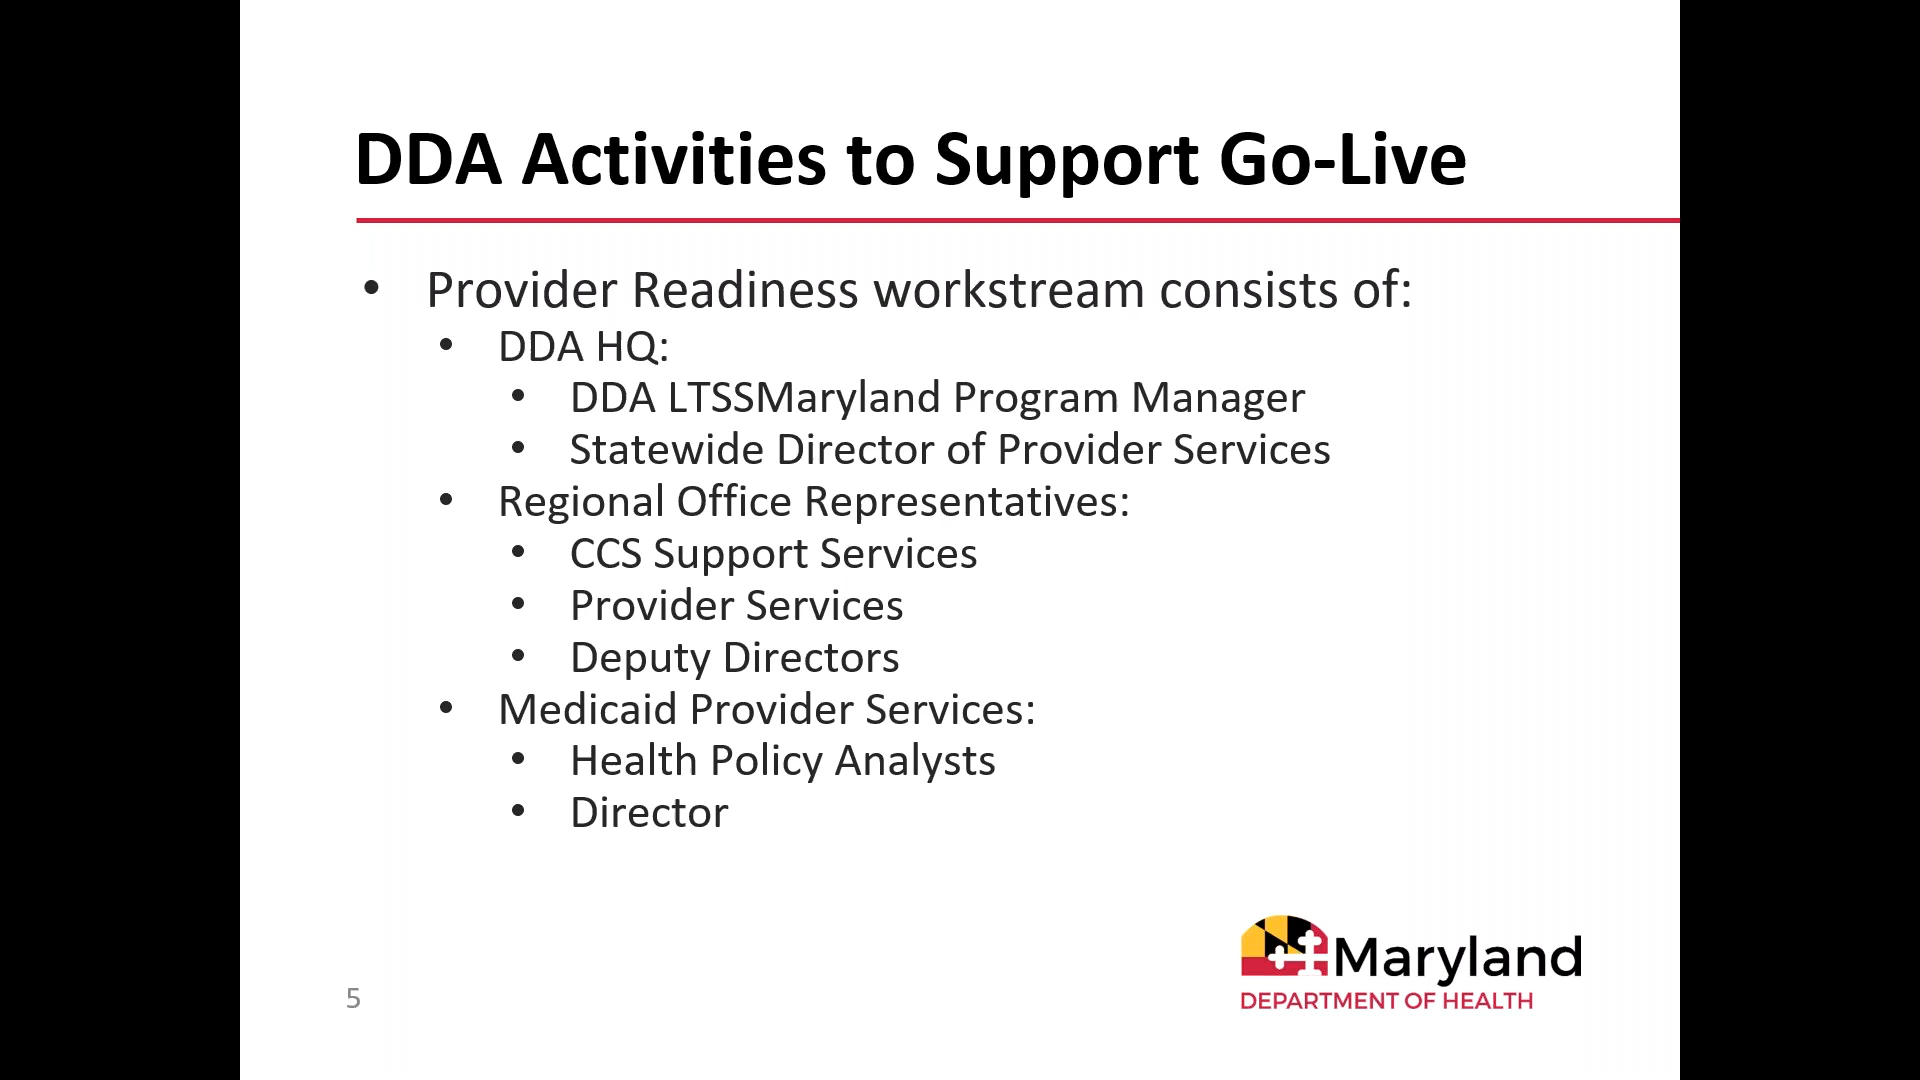 DDA Activities to Support Go-Live
• Provider Readiness workstream consists of:
• DDA HQ:
• DDA LTSSMaryland Program Manager
• Statewide Director of Provider Services
• Regional Office Representatives:
• CCS Support Services
• Provider Services
• Deputy Directors
• Medicaid Provider Services:
• Health Policy Analysts
• Director
Maryland
DEPARTMENT OF HEALTH
5